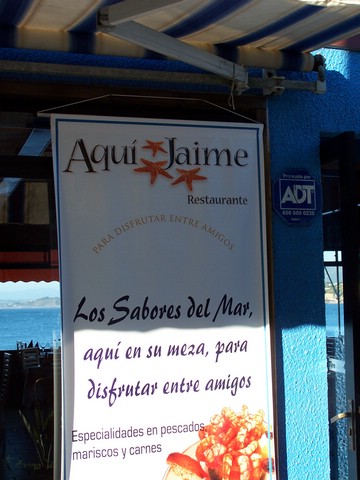 Aquí Jaime
Restaurante
PARA DISFRUTAR ENTRE AMIGOS
Los Sabores del Mar,
aquí en su meza, para
disfrutar entre amigos
Especialidades en pescados
mariscos y carnes
ADT